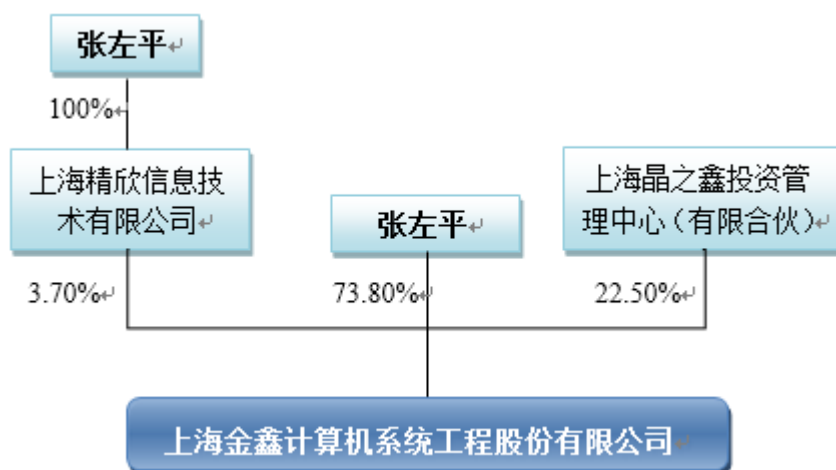 张左平
100%
上海精欣信息技
术有限公司
张左平
上海晶之鑫投资管
理中心（有限合伙）
3.70%
73.80%
22.50%
上海金鑫计算机系统工程股份有限公司